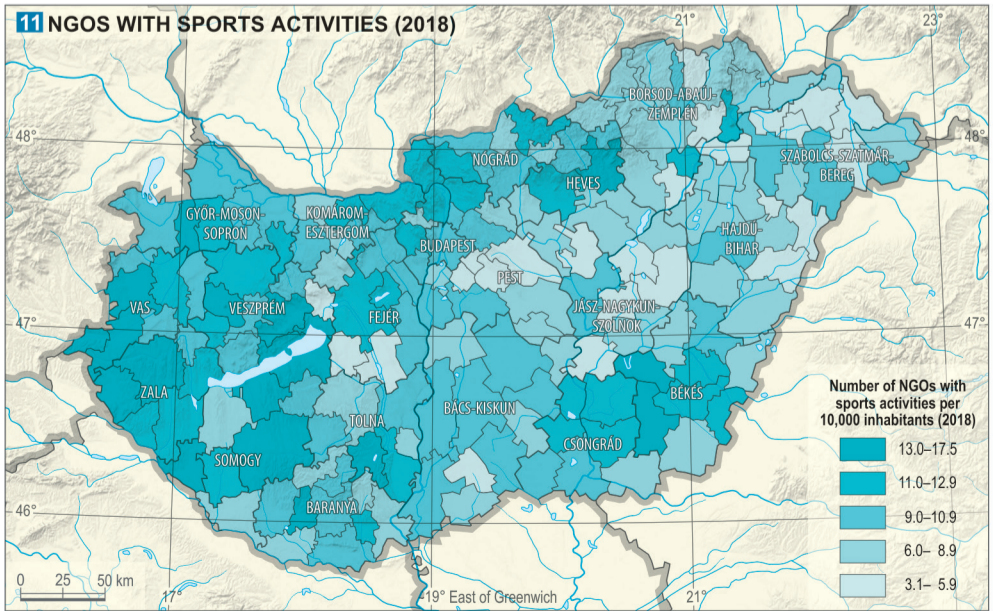 11 NGOS WITH SPORTS ACTIVITIES (2018)
21°
23°
48°
48°
47°
47°
46°
17°
19° East of Greenwich
21°
BORSOD-ABAÚJ-
ZEMPLÉN
NÓGRÁD
HEVES
SZABOLCS-SZATMÁR-
BEREG
GYŐR-MOSON-
SOPRON
KOMÁROM-
ESZTERGOM
BUDAPEST
HAJDÚ-
BIHAR
PEST
VAS
VESZPRÉM
FEJÉR
JÁSZ-NAGYKUN-
SZOLNOK
ZALA
BÉKÉS
TOLNA
BÁCS-KISKUN
CSONGRÁD
SOMOGY
BARANYA
Number of NGOs with
sports activities per
10,000 inhabitants (2018)
13.0–17.5
11.0–12.9
9.0–10.9
6.0– 8.9
3.1– 5.9
0 25 50 km